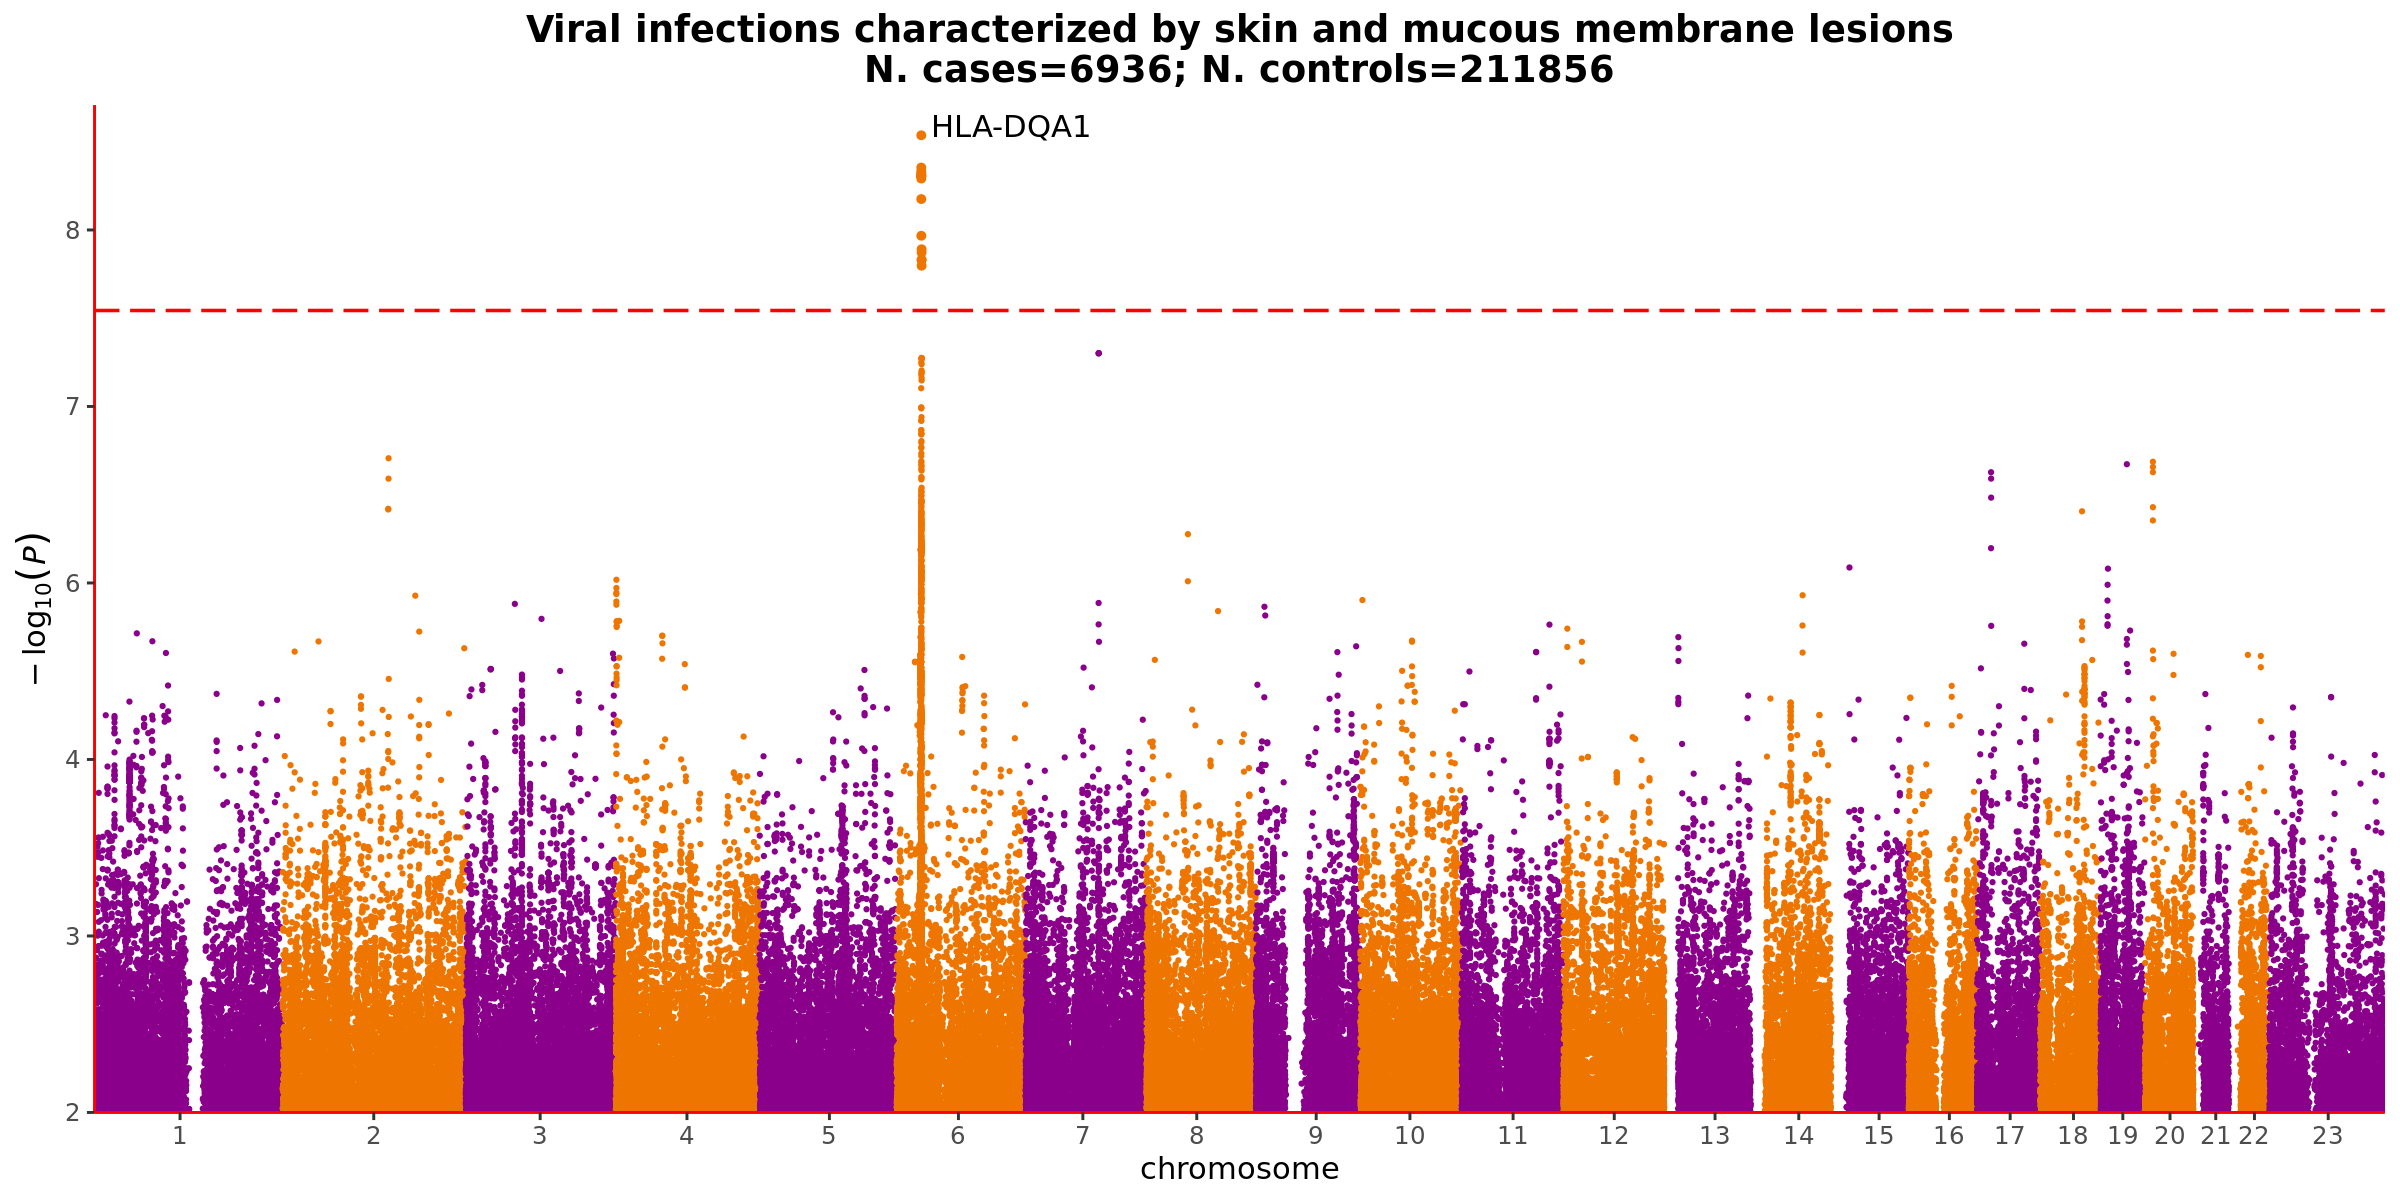 Viral infections characterized by skin and mucous membrane lesions
N. cases=6936; N. controls=211856
HLA-DQA1
8
7
6
4
3
2
−log10(P)
1 2 3 4 5 6 7 8 9 10 11 12 13 14 15 16 17 18 19 20 21 22 23
chromosome